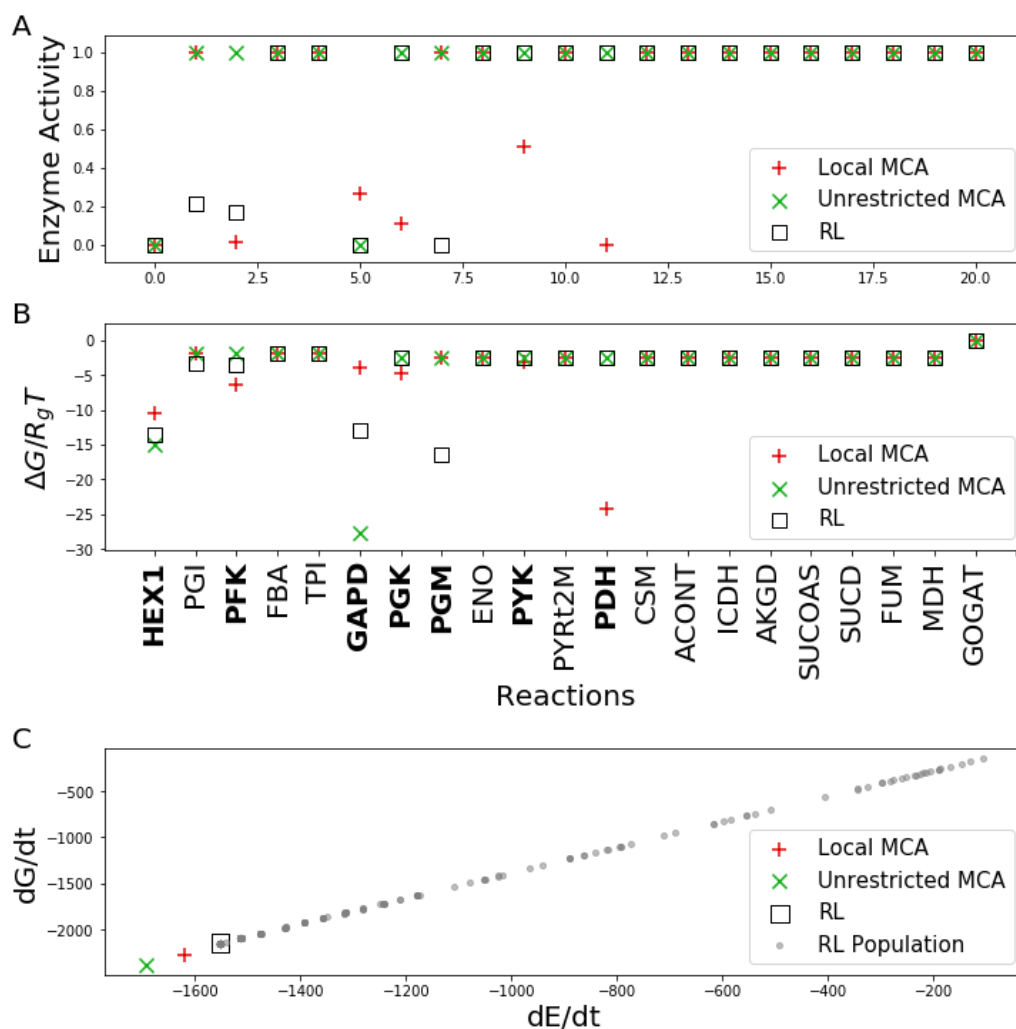 A
Enzyme Activity
1.0
0.8
0.6
0.4
0.2
0.0
Local MCA
Unrestricted MCA
RL
0.0 2.5 5.0 7.5 10.0 12.5 15.0 17.5 20.0
B
ΔG/R_gT
0
−5
−10
−15
−20
−25
−30
Local MCA
Unrestricted MCA
RL
HEX1
PGI
PFK
FBA
TPI
GAPD
PGK
PGM
ENO
PYK
PYRt2M
PDH
CSM
ACONT
ICDH
AKGD
SUCOAS
SUCD
FUM
MDH
GOGAT
Reactions
C
dG/dt
−500
−1000
−1500
−2000
Local MCA
Unrestricted MCA
RL
RL Population
−1600 −1400 −1200 −1000 −800 −600 −400 −200
dE/dt